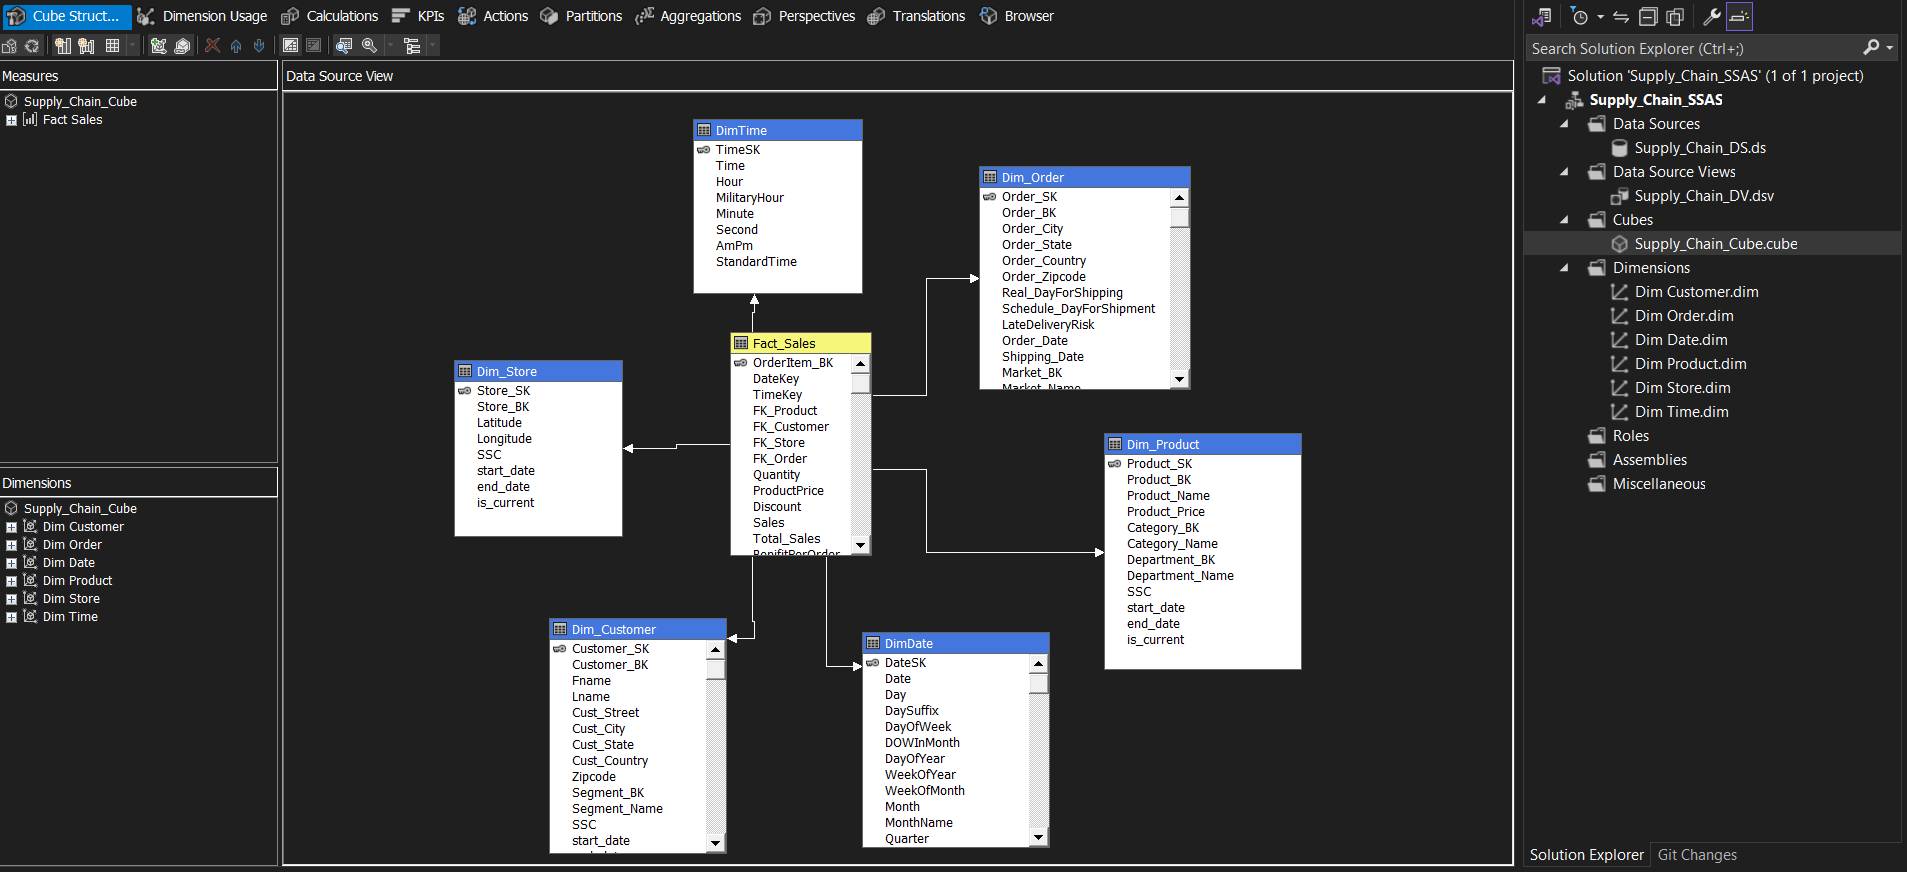 Cube Struct... Dimension Usage Calculations KPIs Actions Partitions Aggregations Perspectives Translations Browser
Measures
Supply_Chain_Cube
Fact Sales
Dimensions
Supply_Chain_Cube
Dim Customer
Dim Order
Dim Date
Dim Product
Dim Store
Dim Time
Data Source View
DimTime
TimeSK
Time
Hour
MilitaryHour
Minute
Second
AmPm
StandardTime
Dim_Order
Order_SK
Order_BK
Order_City
Order_State
Order_Country
Order_Zipcode
Real_DayForShipping
Schedule_DayForShipment
LateDeliveryRisk
Order_Date
Shipping_Date
Market_BK
Market_Name
Fact_Sales
OrderItem_BK
DateKey
TimeKey
FK_Product
FK_Customer
FK_Store
FK_Order
Quantity
ProductPrice
Discount
Sales
Total_Sales
BenifitPerOrder
Dim_Store
Store_SK
Store_BK
Latitude
Longitude
SSC
start_date
end_date
is_current
Dim_Product
Product_SK
Product_BK
Product_Name
Product_Price
Category_BK
Category_Name
Department_BK
Department_Name
SSC
start_date
end_date
is_current
Dim_Customer
Customer_SK
Customer_BK
Fname
Lname
Cust_Street
Cust_City
Cust_State
Cust_Country
Zipcode
Segment_BK
Segment_Name
SSC
start_date
DimDate
DateSK
Date
Day
DaySuffix
DayOfWeek
DOWInMonth
DayOfYear
WeekOfYear
WeekOfMonth
Month
MonthName
Quarter
Search Solution Explorer (Ctrl+;)
Solution 'Supply_Chain_SSAS' (1 of 1 project)
Supply_Chain_SSAS
Data Sources
Supply_Chain_DS.ds
Data Source Views
Supply_Chain_DV.dsv
Cubes
Supply_Chain_Cube.cube
Dimensions
Dim Customer.dim
Dim Order.dim
Dim Date.dim
Dim Product.dim
Dim Store.dim
Dim Time.dim
Roles
Assemblies
Miscellaneous
Solution Explorer Git Changes